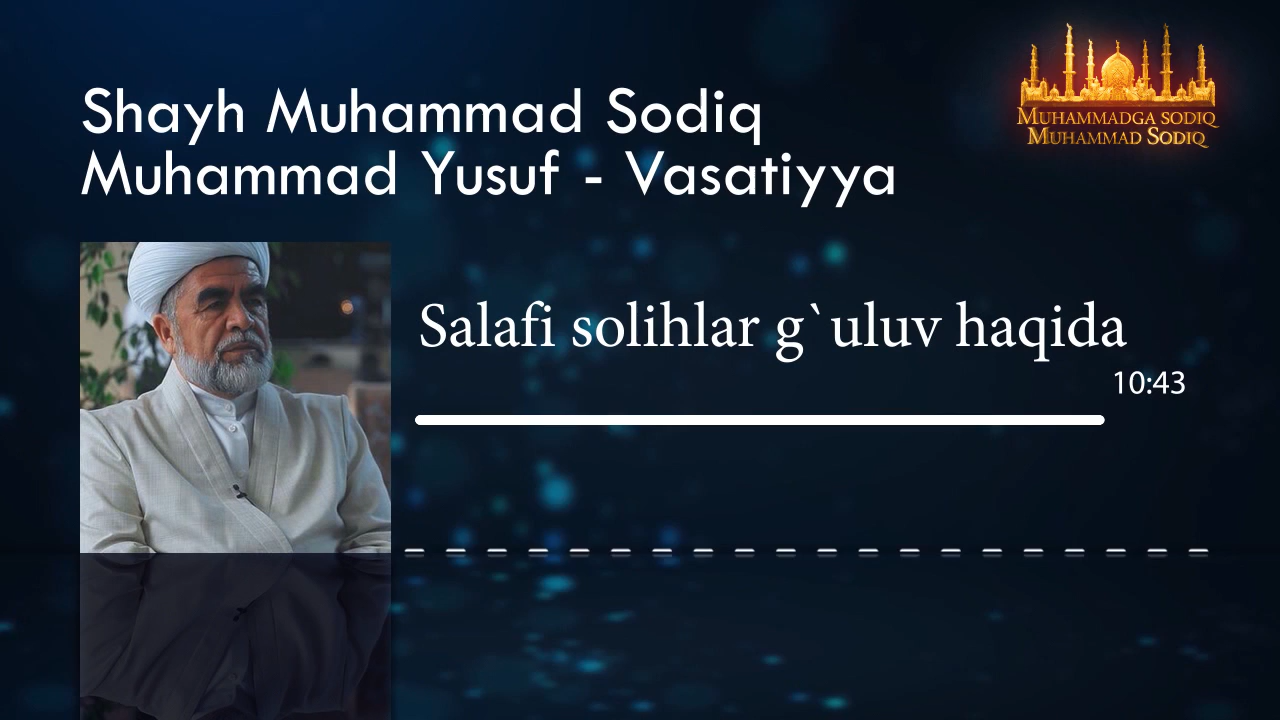 Shayh Muhammad Sodiq
Muhammad Yusuf - Vasatiyya
MUHAMMADGA SODIQ
MUHAMMAD SODIQ
Salafi solihlar g`uluv haqida
10:43